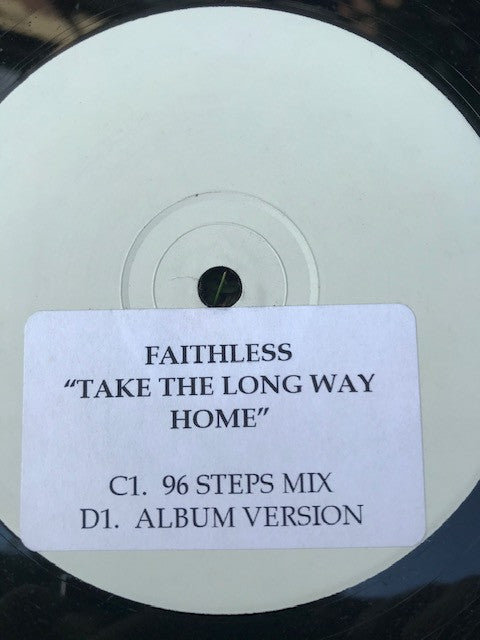 FAITHLESS
“TAKE THE LONG WAY
HOME”
C1. 96 STEPS MIX
D1. ALBUM VERSION